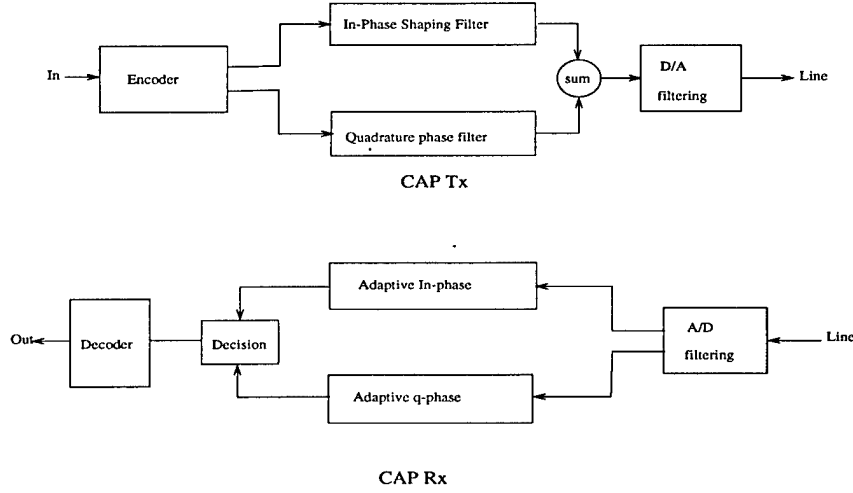 In-Phase Shaping Filter
In
Encoder
sum
D/A
filtering
Line
Quadrature phase filter
CAP Tx
Adaptive In-phase
Out
Decoder
Decision
A/D
filtering
Line
Adaptive q-phase
CAP Rx